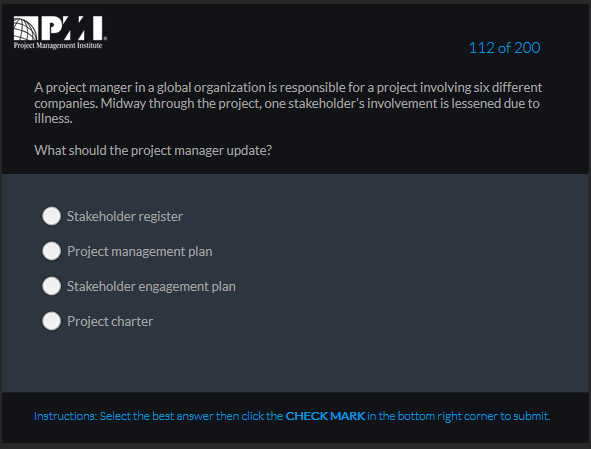 PMI
Project Management Institute
112 of 200
A project manger in a global organization is responsible for a project involving six different
companies. Midway through the project, one stakeholder's involvement is lessened due to
illness.
What should the project manager update?
Stakeholder register
Project management plan
Stakeholder engagement plan
Project charter
Instructions: Select the best answer then click the CHECK MARK in the bottom right corner to submit.